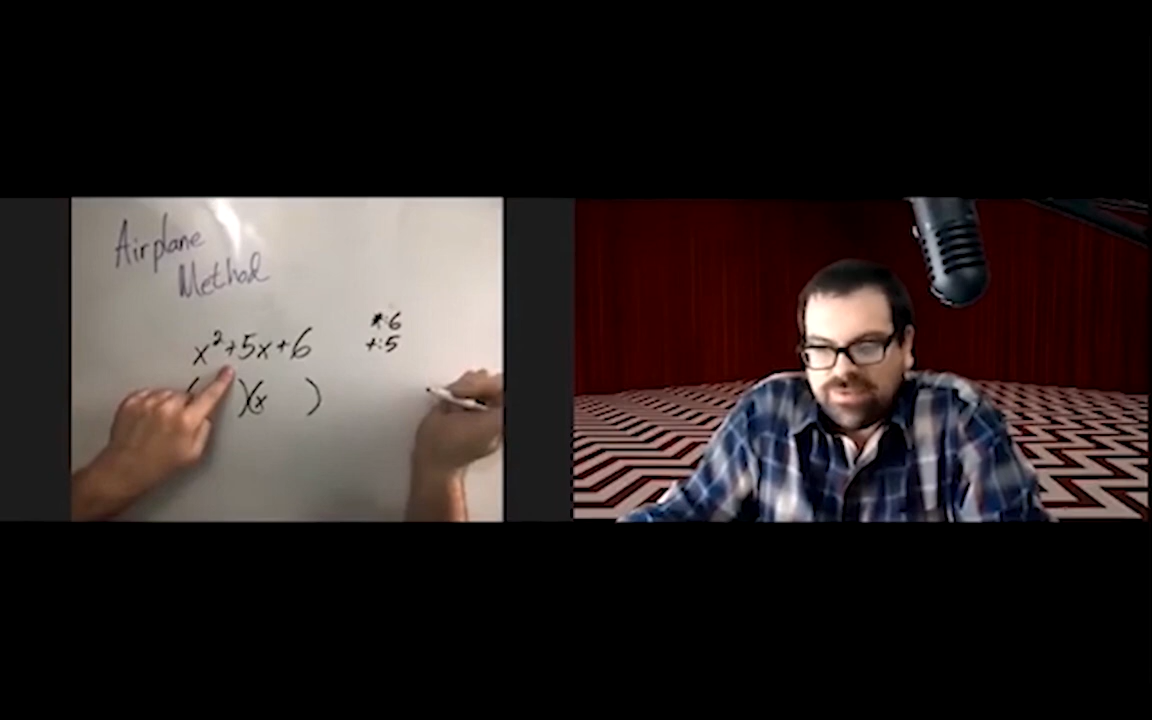 Airplane
Method
x²+5x+6
*:6
+:5
( )(x )